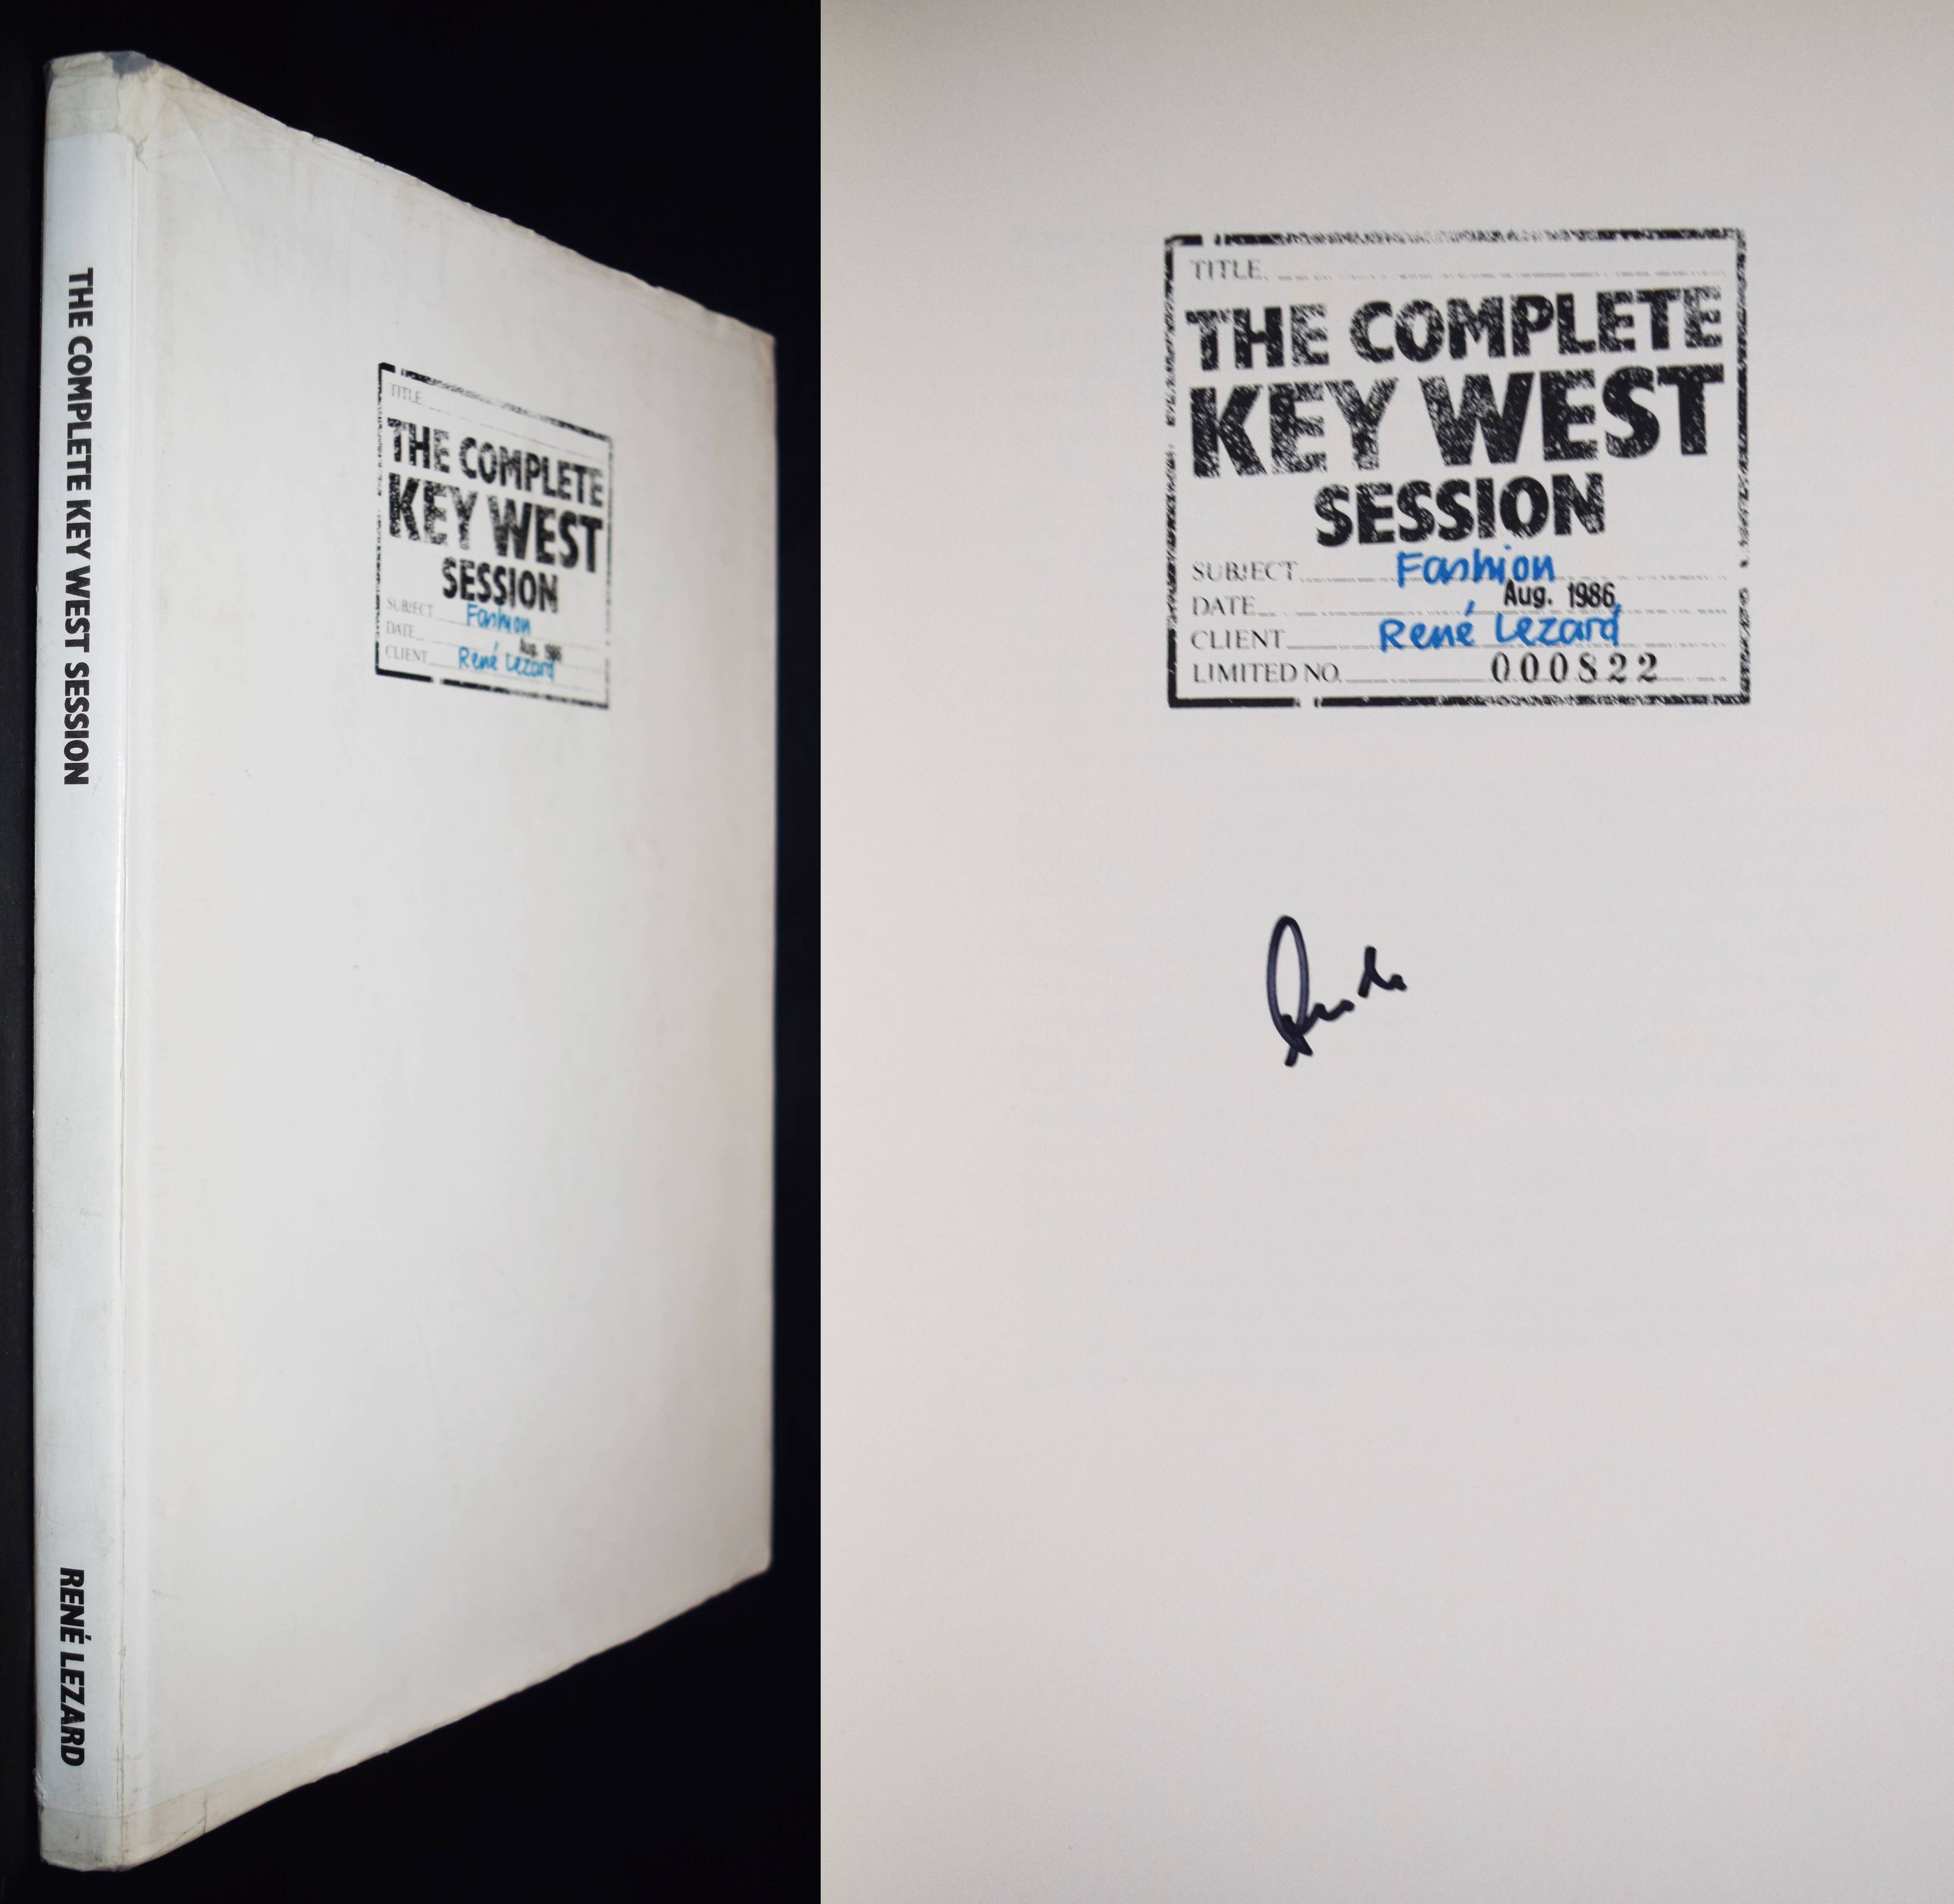 THE COMPLETE KEY WEST SESSION
RENÉ LEZARD
TITLE
THE COMPLETE
KEY WEST
SESSION
SUBJECT Fashion
DATE Aug. 1986
CLIENT René Lezard
TITLE
THE COMPLETE
KEY WEST
SESSION
SUBJECT Fashion
DATE Aug. 1986
CLIENT René Lezard
LIMITED NO. 000822